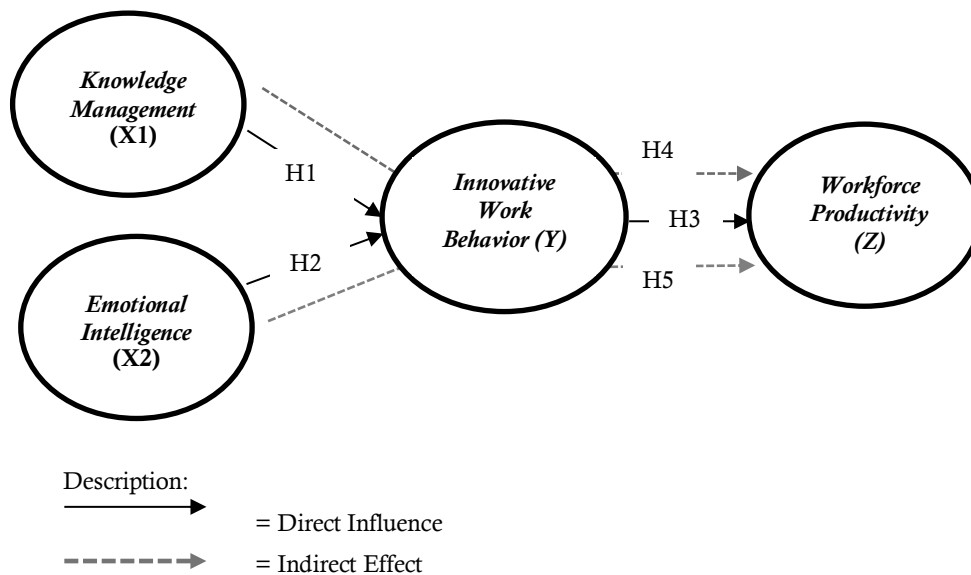 Knowledge
Management
(X1)
H1
H2
Emotional
Intelligence
(X2)
Innovative
Work
Behavior (Y)
H4
H3
H5
Workforce
Productivity
(Z)
Description:
= Direct Influence
= Indirect Effect